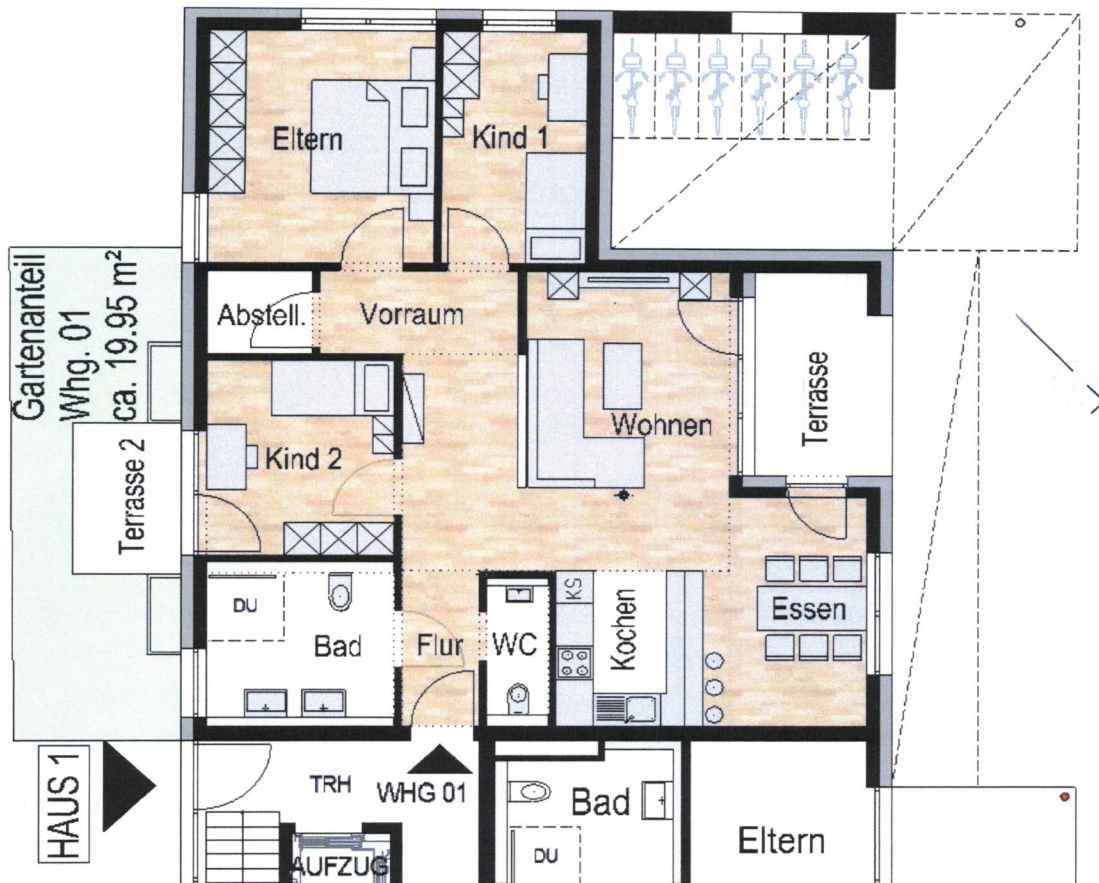 Eltern
Kind 1
Gartenanteil
Whg. 01
ca. 19.95 m²
Abstell.
Vorraum
Wohnen
Terrasse
Terrasse 2
Kind 2
DU
Bad
Flur
WC
KS
Kochen
Essen
HAUS 1
TRH
WHG 01
AUFZUG
Bad
DU
Eltern